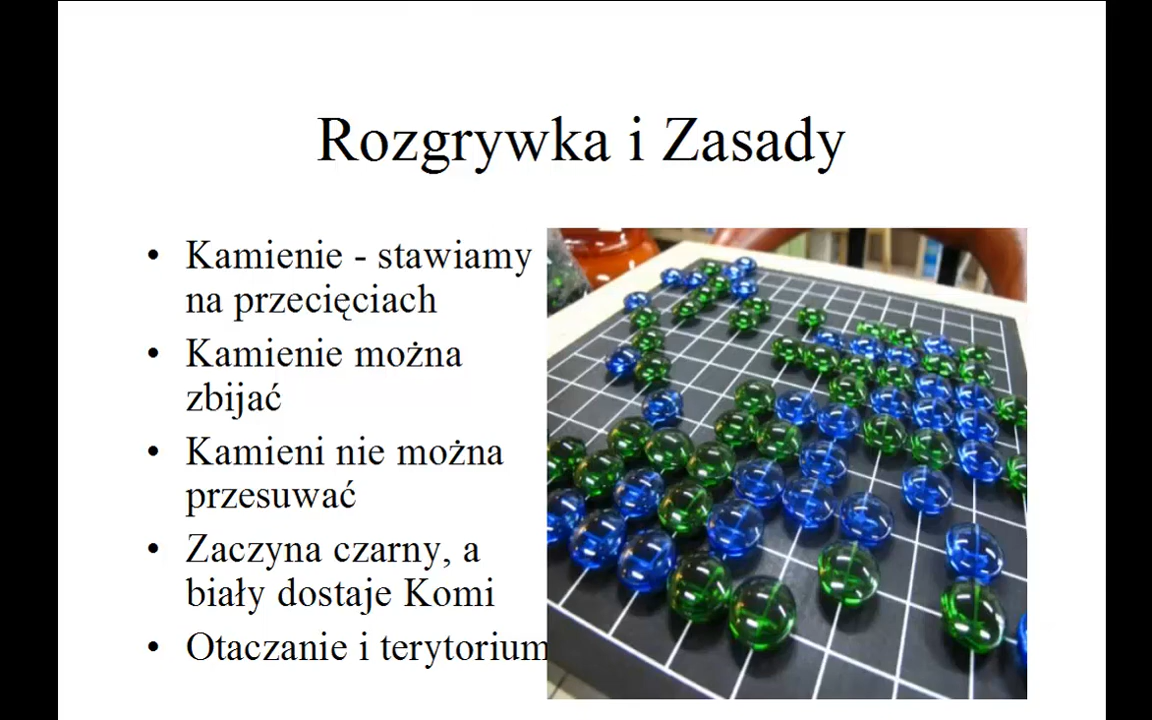 Rozgrywka i Zasady
• Kamienie - stawiamy
na przecięciach
• Kamienie można
zbijać
• Kamieni nie można
przesuwać
• Zaczyna czarny, a
biały dostaje Komi
• Otaczanie i terytorium